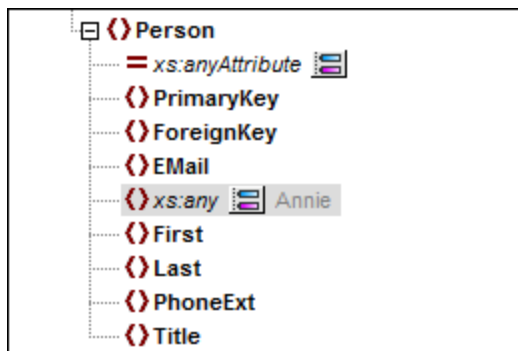 Person
xs:anyAttribute
PrimaryKey
ForeignKey
EMail
xs:any Annie
First
Last
PhoneExt
Title